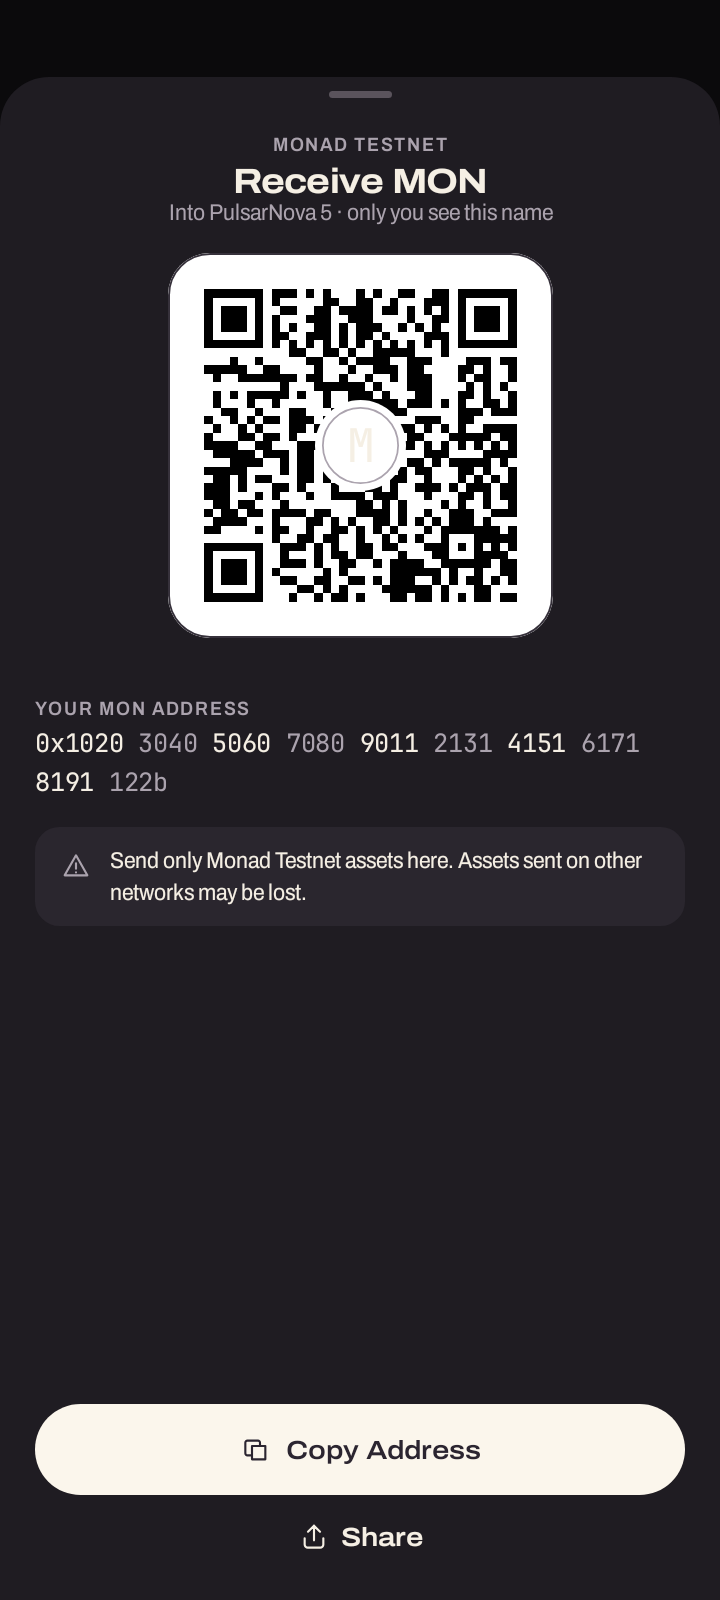 MONAD TESTNET
Receive MON
Into PulsarNova 5 · only you see this name
M
YOUR MON ADDRESS
0x1020 3040 5060 7080 9011 2131 4151 6171
8191 122b
Send only Monad Testnet assets here. Assets sent on other
networks may be lost.
Copy Address
Share